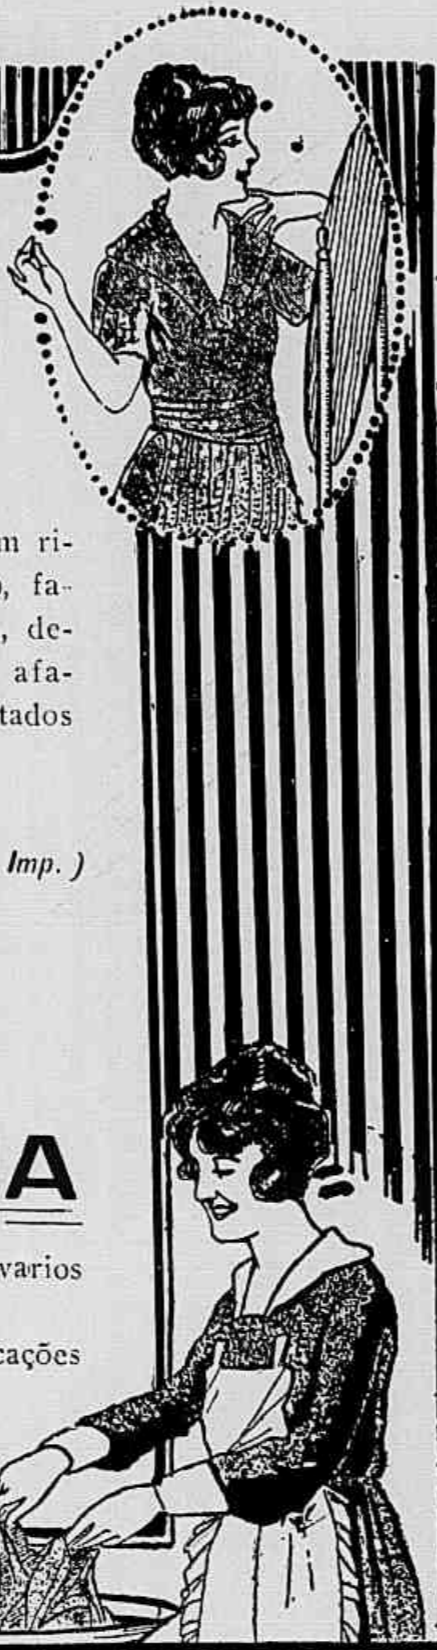 m ri-
, fa-
, de-
afa-
tados
Imp. )
A
varios
cações